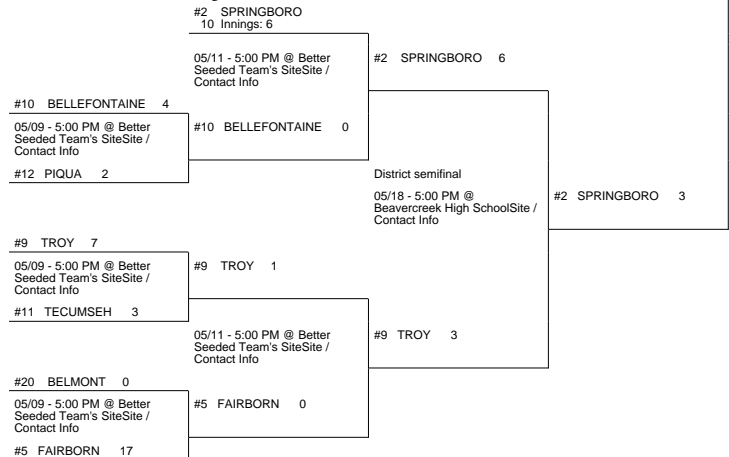 #2 SPRINGBORO
10 Innings: 6
05/11 - 5:00 PM @ Better
Seeded Team's SiteSite /
Contact Info
#2 SPRINGBORO 6
#10 BELLEFONTAINE 4
05/09 - 5:00 PM @ Better
Seeded Team's SiteSite /
Contact Info
#10 BELLEFONTAINE 0
#12 PIQUA 2
District semifinal
05/18 - 5:00 PM @
Beavercreek High SchoolSite /
Contact Info
#2 SPRINGBORO 3
#9 TROY 7
05/09 - 5:00 PM @ Better
Seeded Team's SiteSite /
Contact Info
#9 TROY 1
#11 TECUMSEH 3
05/11 - 5:00 PM @ Better
Seeded Team's SiteSite /
Contact Info
#9 TROY 3
#20 BELMONT 0
05/09 - 5:00 PM @ Better
Seeded Team's SiteSite /
Contact Info
#5 FAIRBORN 0
#5 FAIRBORN 17